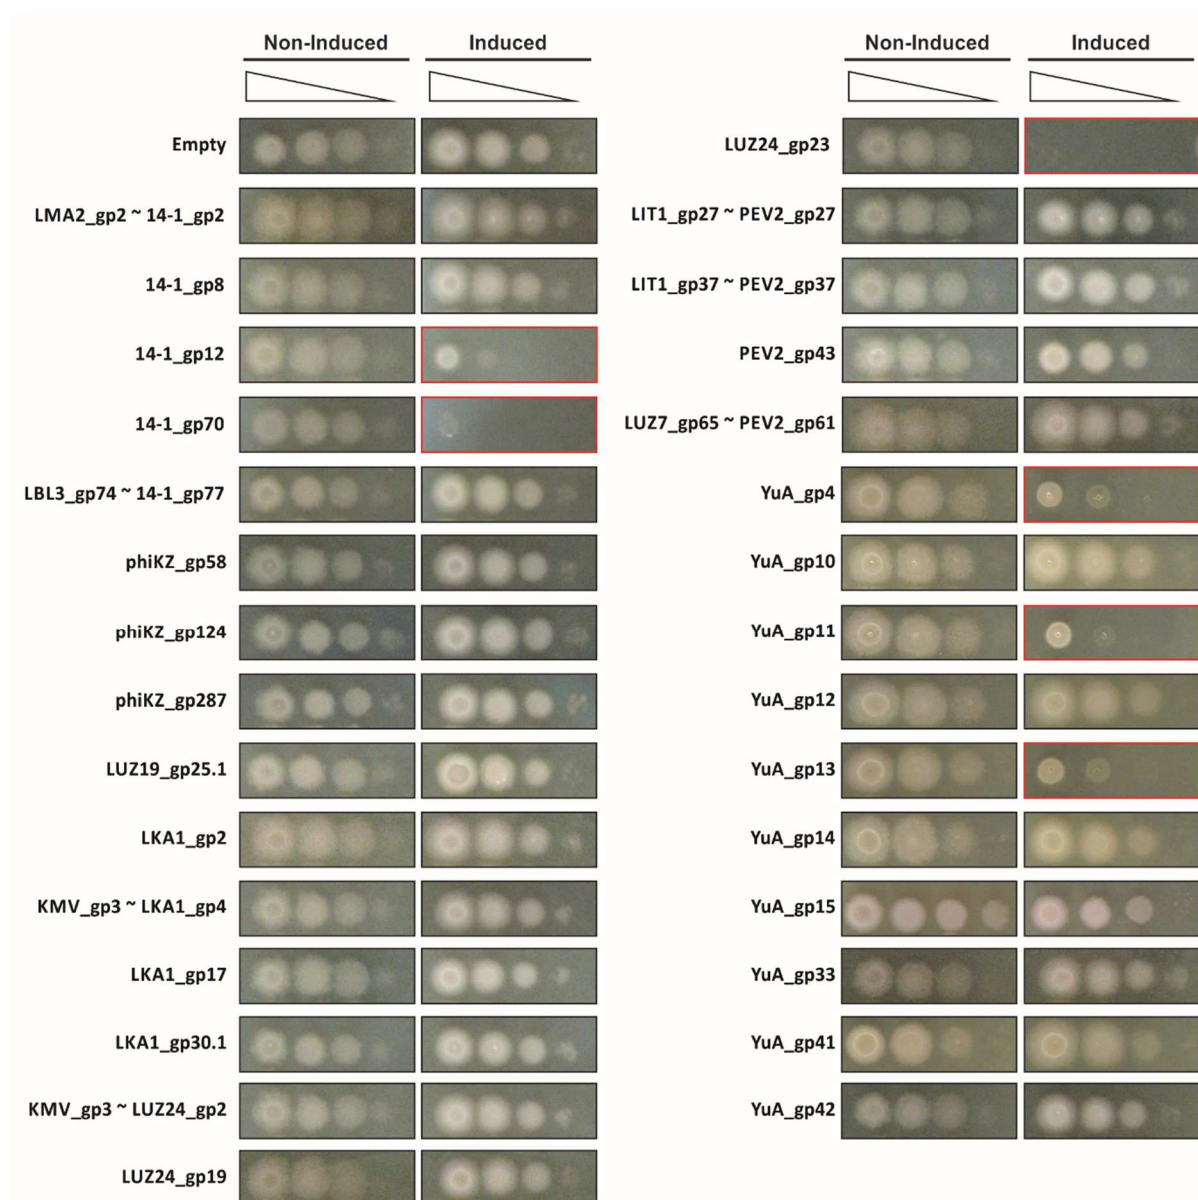 Non-Induced Induced
Empty
LMA2_gp2 ~ 14-1_gp2
14-1_gp8
14-1_gp12
14-1_gp70
LBL3_gp74 ~ 14-1_gp77
phiKZ_gp58
phiKZ_gp124
phiKZ_gp287
LUZ19_gp25.1
LKA1_gp2
KMV_gp3 ~ LKA1_gp4
LKA1_gp17
LKA1_gp30.1
KMV_gp3 ~ LUZ24_gp2
LUZ24_gp19
Non-Induced Induced
LUZ24_gp23
LIT1_gp27 ~ PEV2_gp27
LIT1_gp37 ~ PEV2_gp37
PEV2_gp43
LUZ7_gp65 ~ PEV2_gp61
YuA_gp4
YuA_gp10
YuA_gp11
YuA_gp12
YuA_gp13
YuA_gp14
YuA_gp15
YuA_gp33
YuA_gp41
YuA_gp42